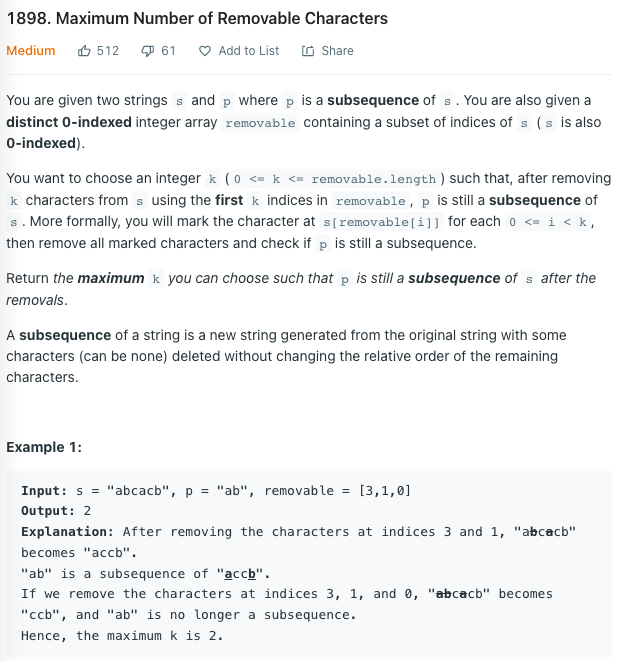 1898. Maximum Number of Removable Characters
Medium 512 61 Add to List Share
You are given two strings s and p where p is a subsequence of s . You are also given a
distinct 0-indexed integer array removable containing a subset of indices of s ( s is also
0-indexed).
You want to choose an integer k ( 0 <= k <= removable.length ) such that, after removing
k characters from s using the first k indices in removable , p is still a subsequence of
s . More formally, you will mark the character at s[removable[i]] for each 0 <= i < k ,
then remove all marked characters and check if p is still a subsequence.
Return the maximum k you can choose such that p is still a subsequence of s after the
removals.
A subsequence of a string is a new string generated from the original string with some
characters (can be none) deleted without changing the relative order of the remaining
characters.
Example 1:
Input: s = "abcacb", p = "ab", removable = [3,1,0]
Output: 2
Explanation: After removing the characters at indices 3 and 1, "abcacb"
becomes "accb".
"ab" is a subsequence of "accb".
If we remove the characters at indices 3, 1, and 0, "abcacb" becomes
"ccb", and "ab" is no longer a subsequence.
Hence, the maximum k is 2.